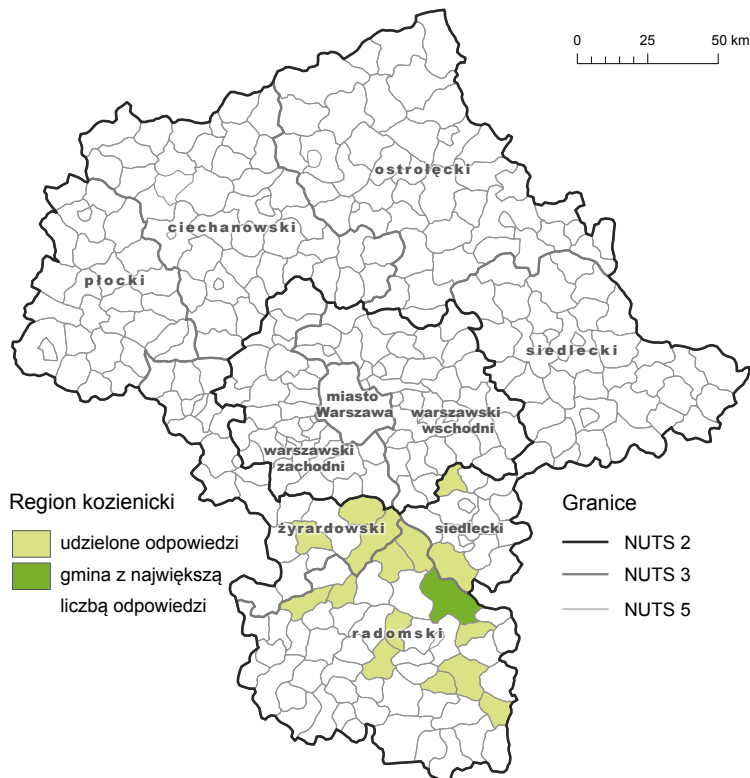 0 25 50 km
ostrołęcki
ciechanowski
płocki
siedlecki
miasto
Warszawa
warszawski
wschodni
warszawski
zachodni
Region kozienicki
udzielone odpowiedzi
gmina z największą
liczbą odpowiedzi
żyrardowski
siedlecki
radomski
Granice
NUTS 2
NUTS 3
NUTS 5